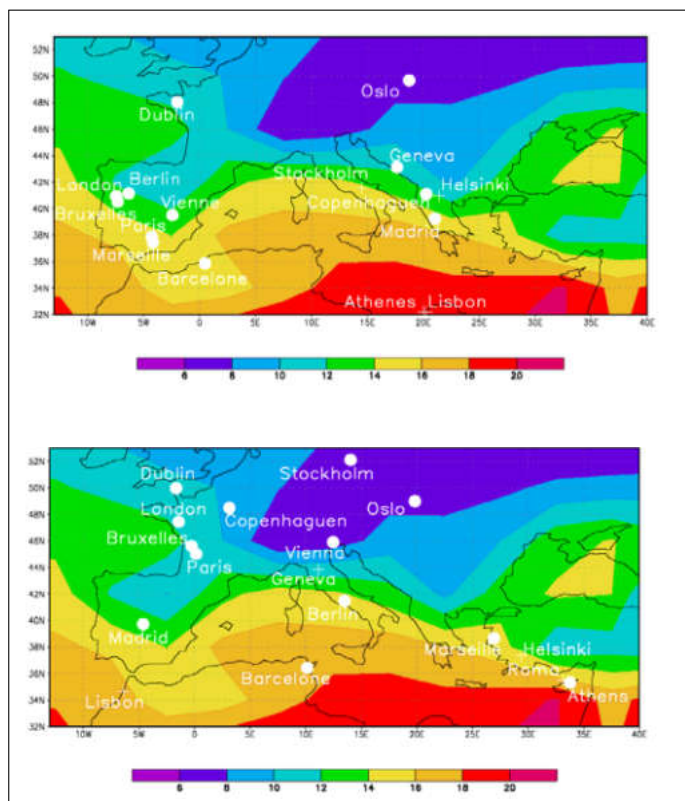 52N
50N
Oslo
48N
Dublin
46N
44N
Geneva
Stockholm
42N
London Berlin Helsinki
Vienne Copenhaguen
40N
Bruxelles
Paris Madrid
38N
Marseille
36N
Barcelone
34N
Athenes Lisbon
32N
10W 5W 0 5E 10E 15E 20E 25E 30E 35E 40E
6 8 10 12 14 16 18 20
52N
Dublin Stockholm
50N
London Oslo
Copenhaguen
48N
Bruxelles
46N
Vienna
Paris
44N
Geneva
42N
Berlin
40N
Madrid
Marseille Helsinki
38N
Roma
Barcelone
36N
Lisbon Athens
34N
32N
10W 5W 0 5E 10E 15E 20E 25E 30E 35E 40E
6 8 10 12 14 16 18 20